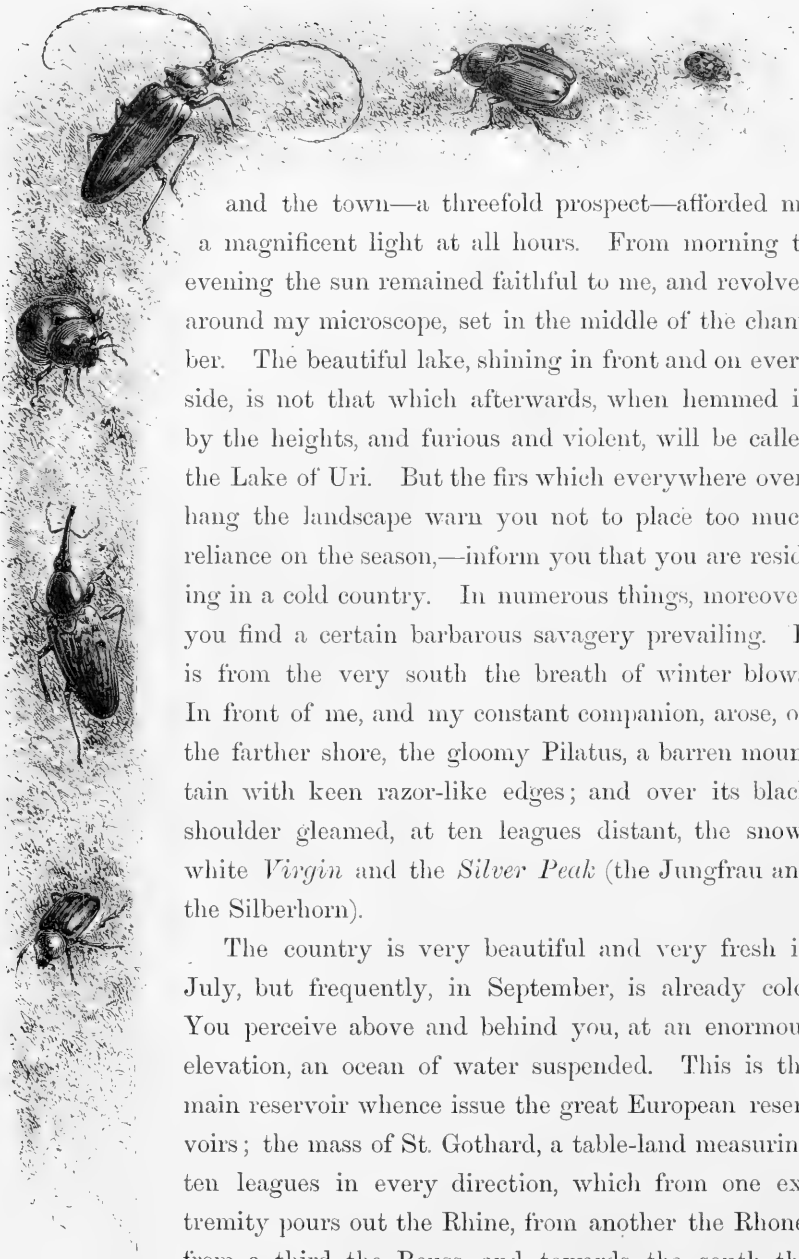 and the town—a threefold prospect—afforded m
a magnificent light at all hours. From morning t
evening the sun remained faithful to me, and revolve
around my microscope, set in the middle of the cham
ber. The beautiful lake, shining in front and on ever
side, is not that which afterwards, when hemmed i
by the heights, and furious and violent, will be calle
the Lake of Uri. But the firs which everywhere over
hang the landscape warn you not to place too muc
reliance on the season,—inform you that you are resid
ing in a cold country. In numerous things, moreove
you find a certain barbarous savagery prevailing. I
is from the very south the breath of winter blows
In front of me, and my constant companion, arose, o
the farther shore, the gloomy Pilatus, a barren moun
tain with keen razor-like edges; and over its blac
shoulder gleamed, at ten leagues distant, the snow
white Virgin and the Silver Peak (the Jungfrau an
the Silberhorn).
The country is very beautiful and very fresh i
July, but frequently, in September, is already cold
You perceive above and behind you, at an enormou
elevation, an ocean of water suspended. This is th
main reservoir whence issue the great European reser
voirs; the mass of St. Gothard, a table-land measurin
ten leagues in every direction, which from one ex
tremity pours out the Rhine, from another the Rhone
from a third the Reuss, and towards the south th